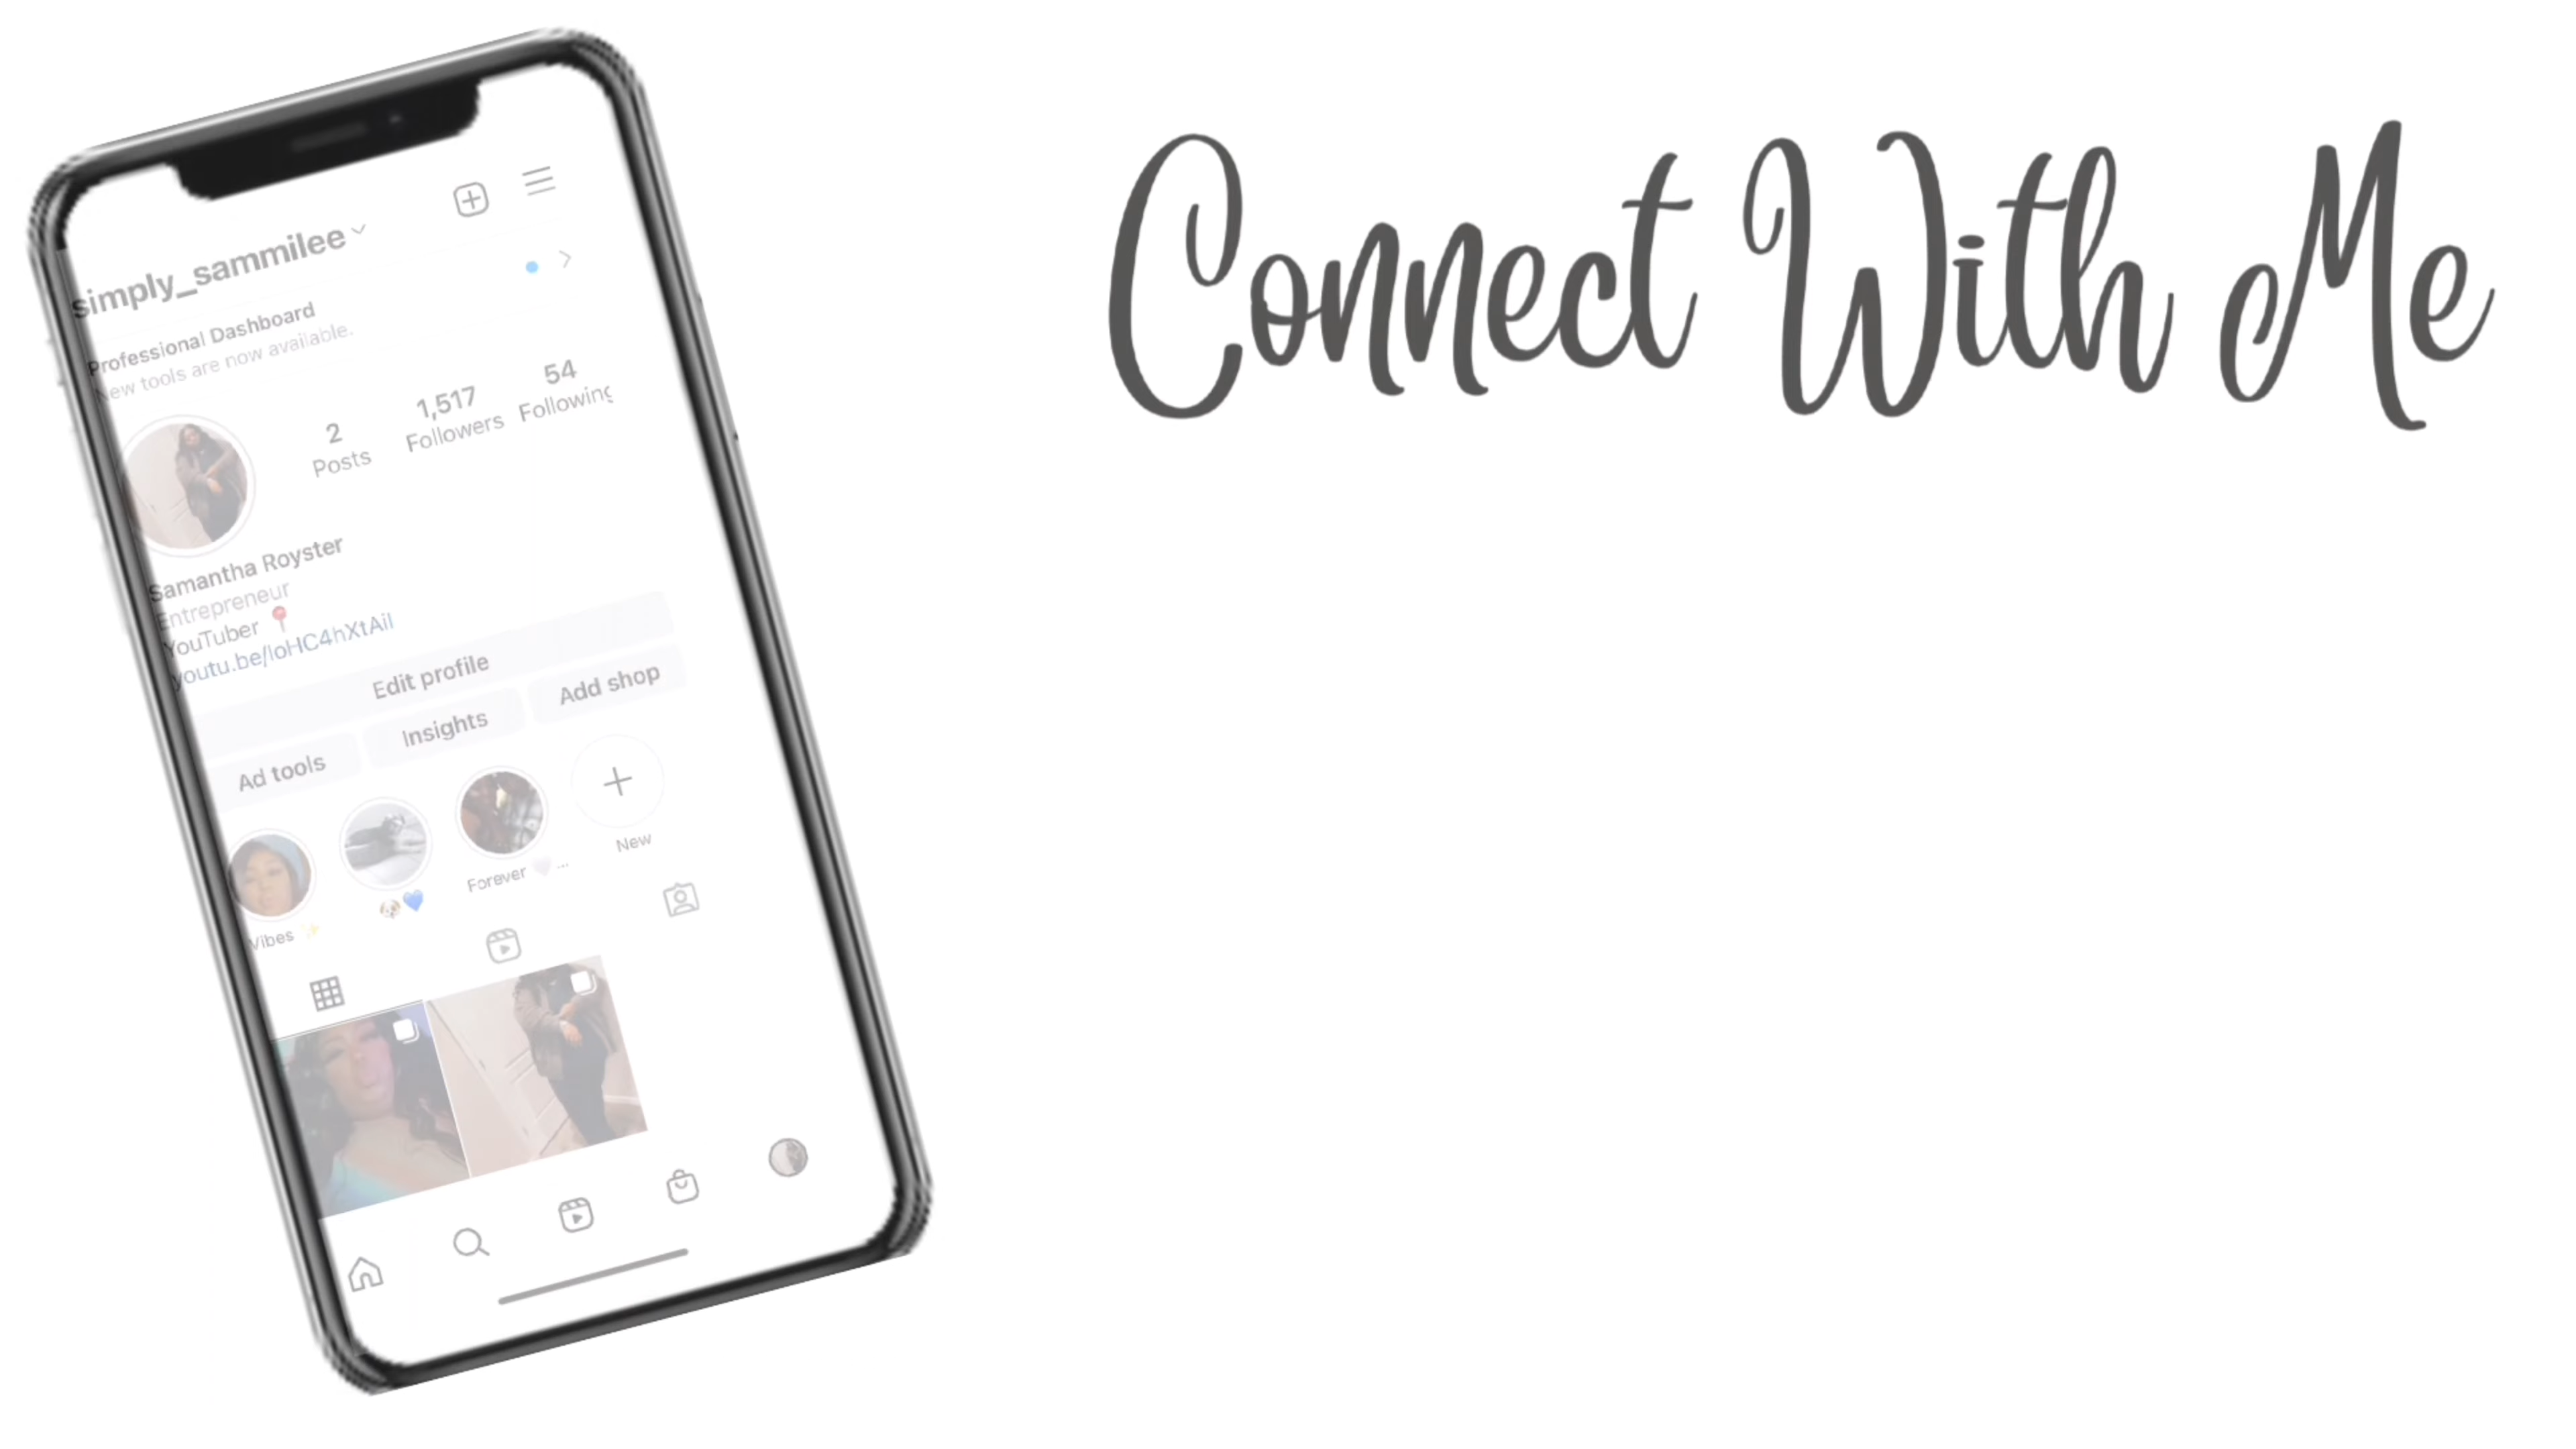 simply_sammilee
Professional Dashboard
New tools are now available.
2
Posts
1,517
Followers
54
Following
Samantha Royster
Entrepreneur
YouTuber 📍
youtu.be/loHC4hXtAiI
Edit profile
Ad tools
Insights
Add shop
Vibes ✨
🐶💙
Forever 🤍 ...
New
Connect With Me